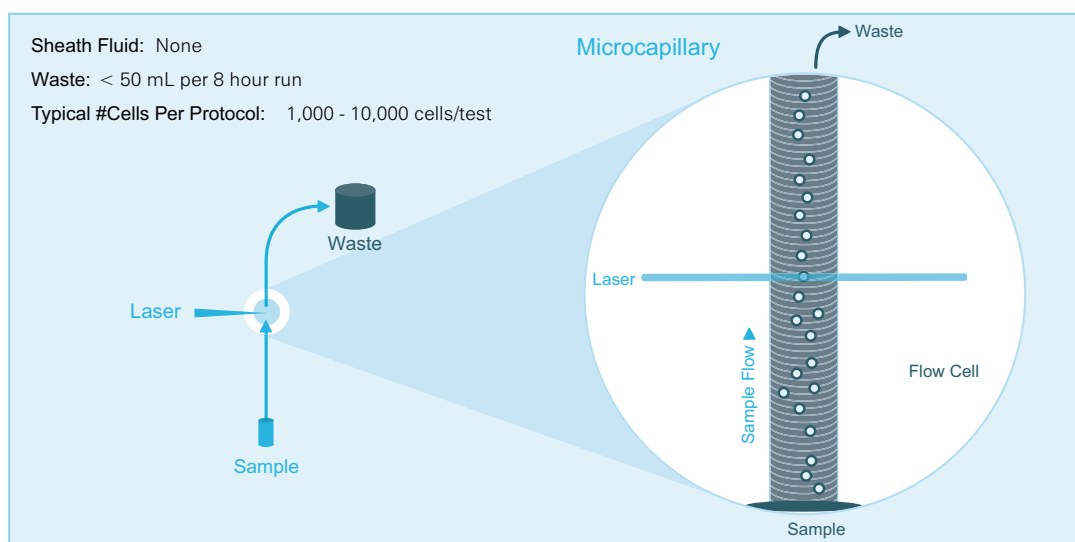 Sheath Fluid: None
Waste: < 50 mL per 8 hour run
Typical #Cells Per Protocol: 1,000 - 10,000 cells/test
Microcapillary
Waste
Waste
Laser
Laser
Sample Flow
Flow Cell
Sample
Sample